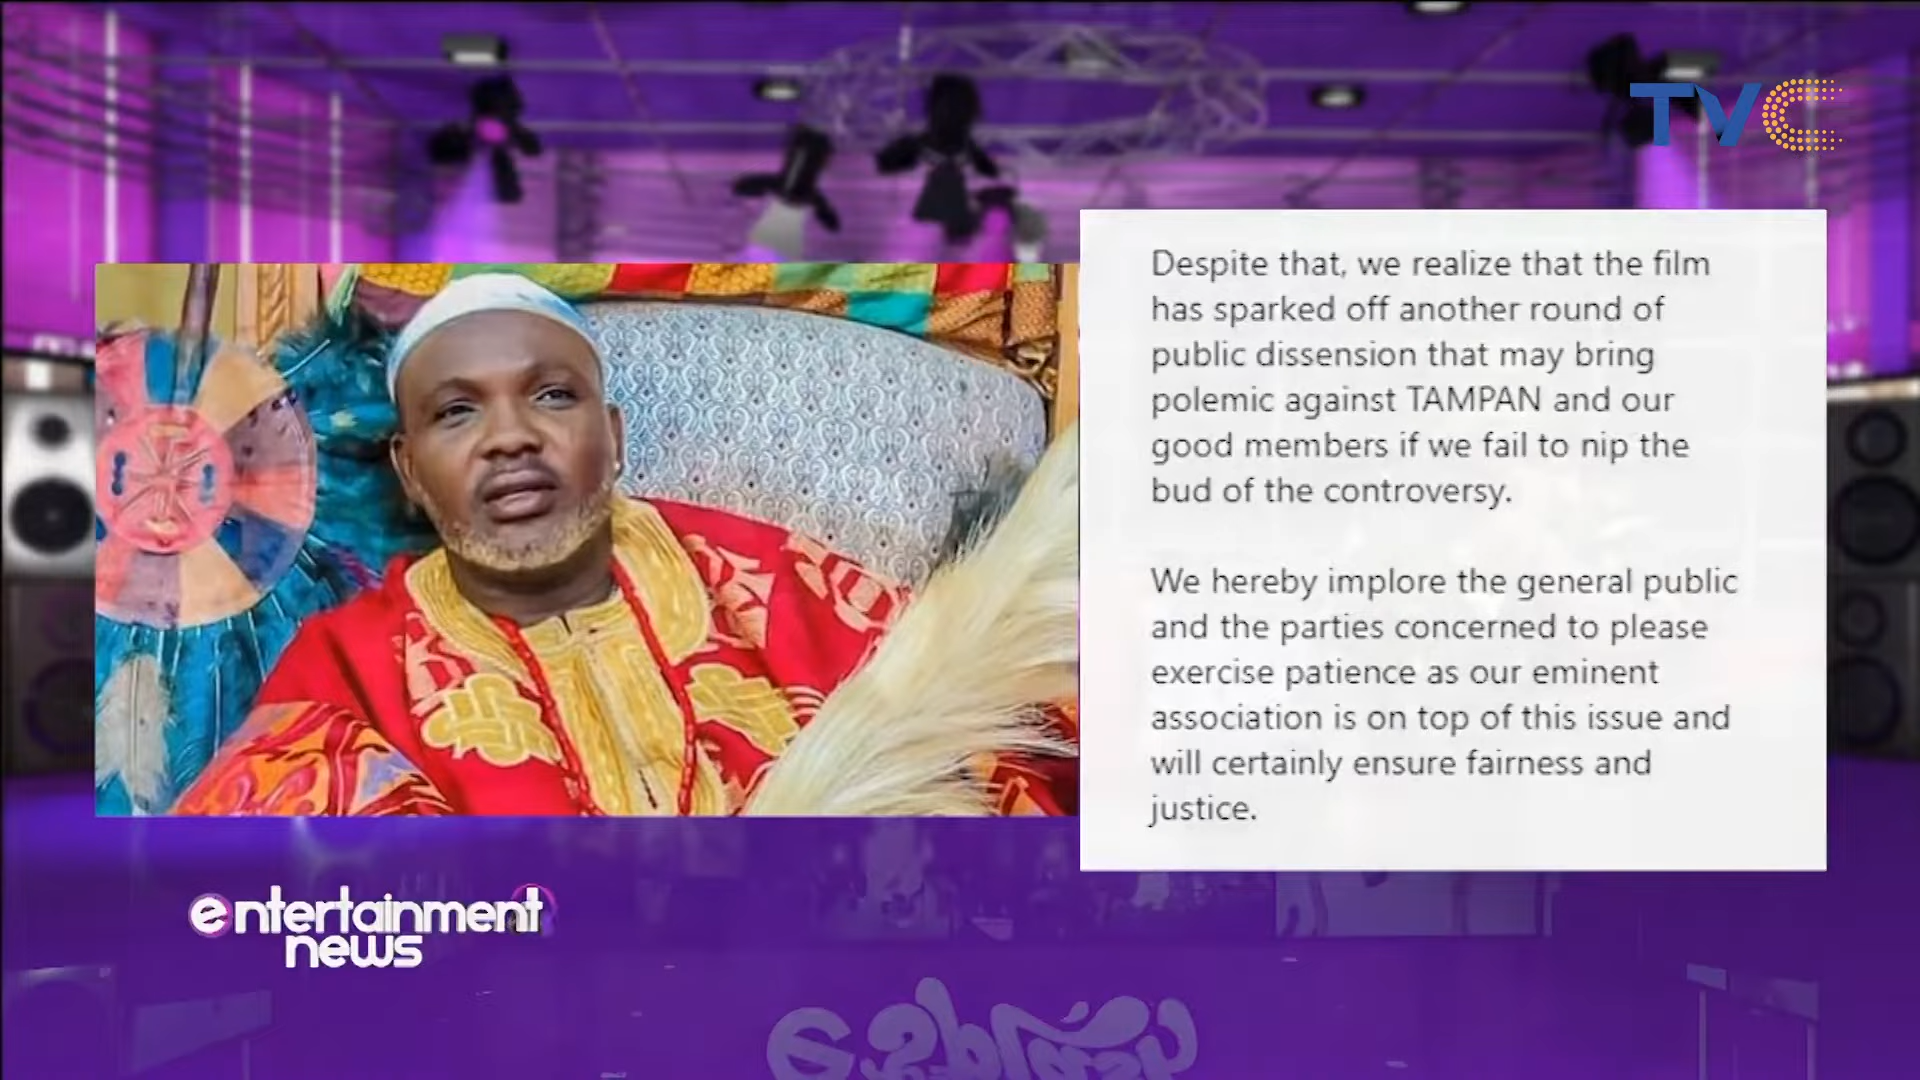 TVC
Despite that, we realize that the film
has sparked off another round of
public dissension that may bring
polemic against TAMPAN and our
good members if we fail to nip the
bud of the controversy.
We hereby implore the general public
and the parties concerned to please
exercise patience as our eminent
association is on top of this issue and
will certainly ensure fairness and
justice.
entertainment
news